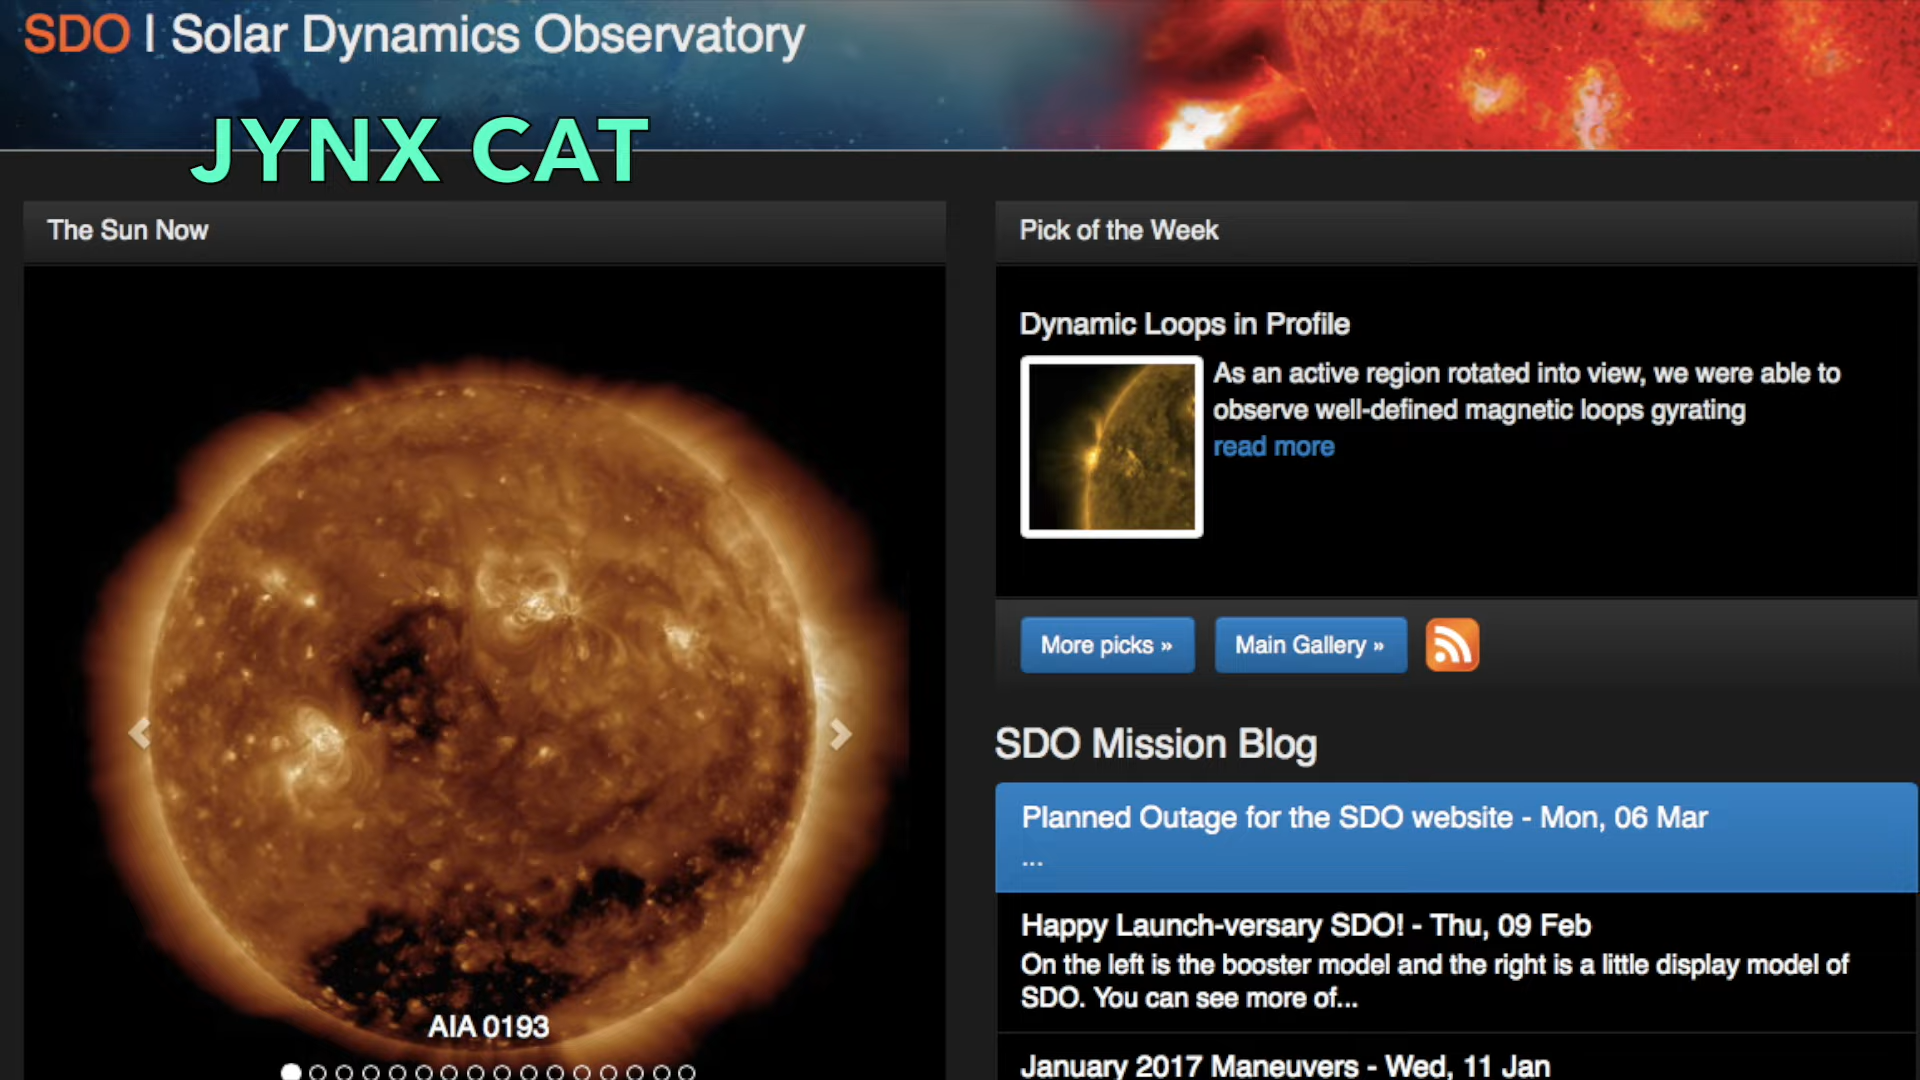 SDO | Solar Dynamics Observatory
JYNX CAT
The Sun Now
AIA 0193
Pick of the Week
Dynamic Loops in Profile
As an active region rotated into view, we were able to
observe well-defined magnetic loops gyrating
read more
More picks »
Main Gallery »
SDO Mission Blog
Planned Outage for the SDO website - Mon, 06 Mar
...
Happy Launch-versary SDO! - Thu, 09 Feb
On the left is the booster model and the right is a little display model of
SDO. You can see more of...
January 2017 Maneuvers - Wed, 11 Jan